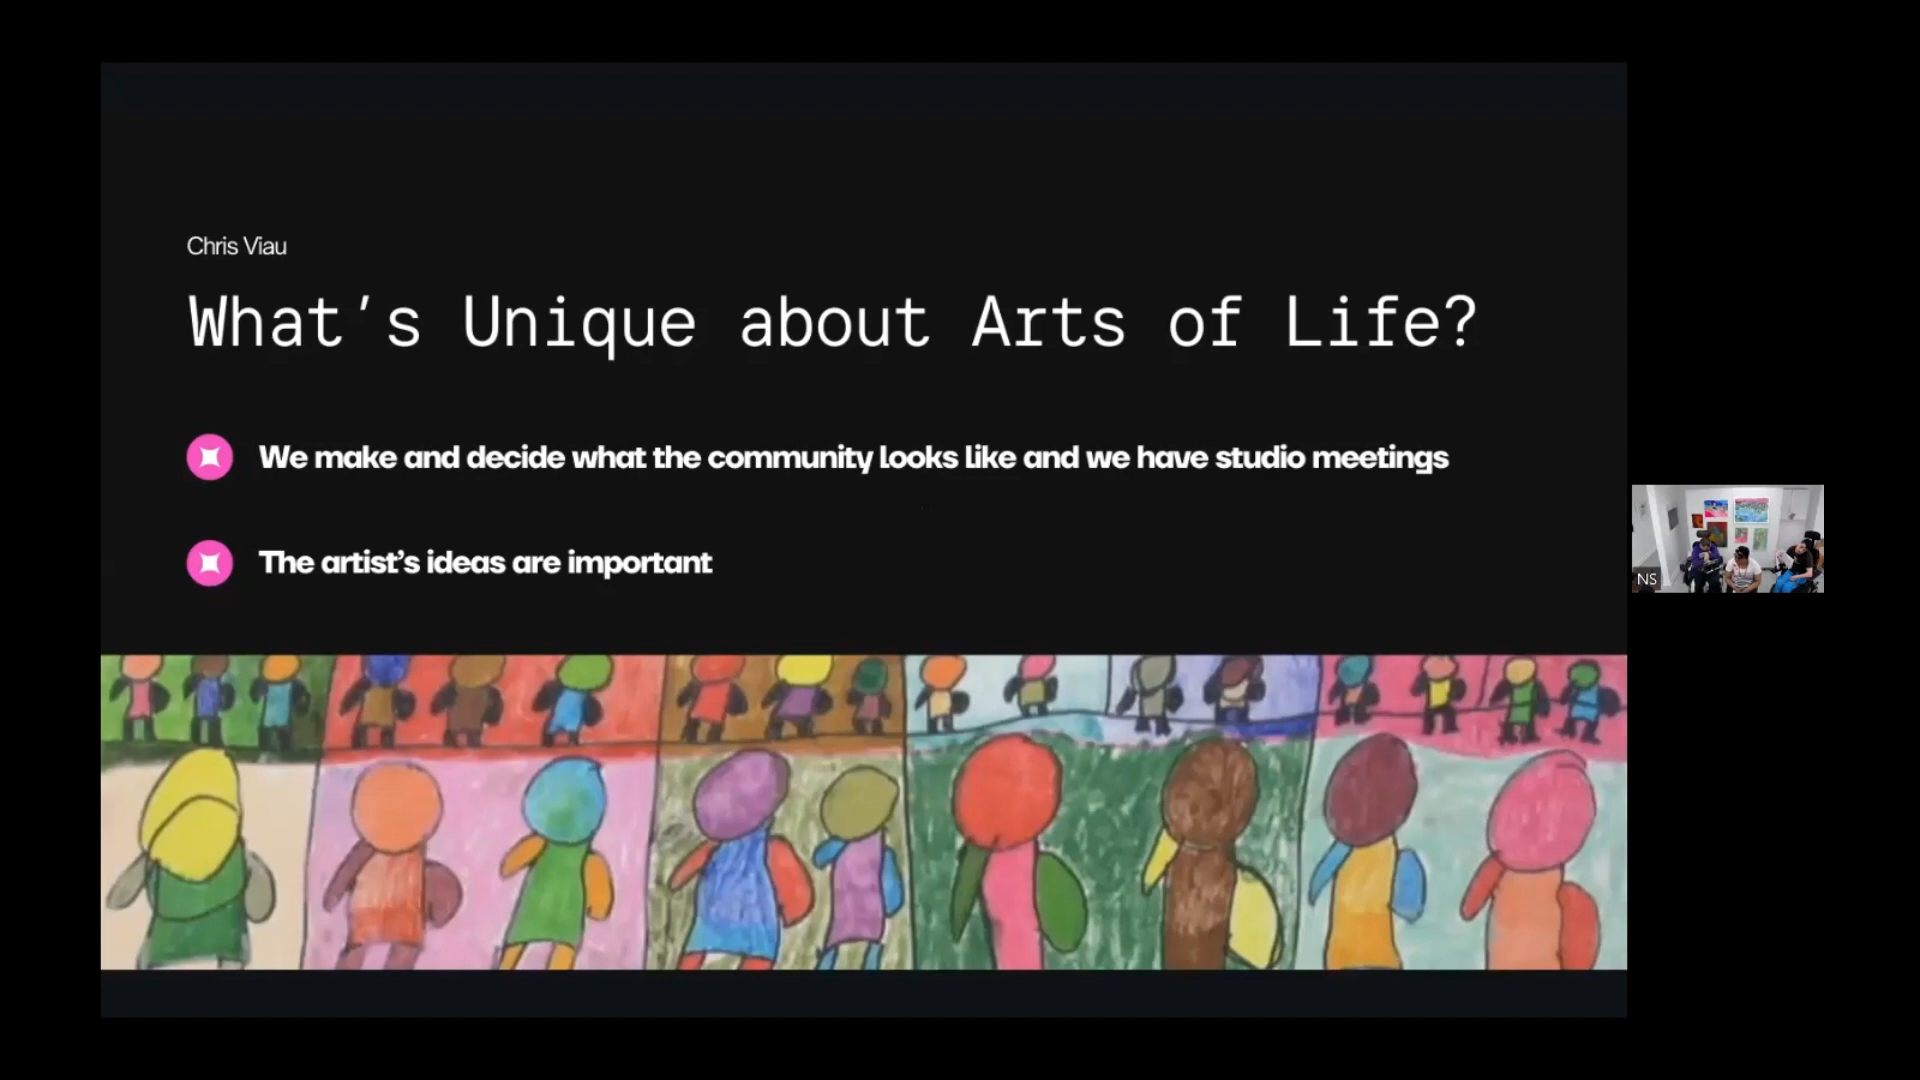 Chris Viau
What's Unique about Arts of Life?
We make and decide what the community looks like and we have studio meetings
The artist's ideas are important
NS